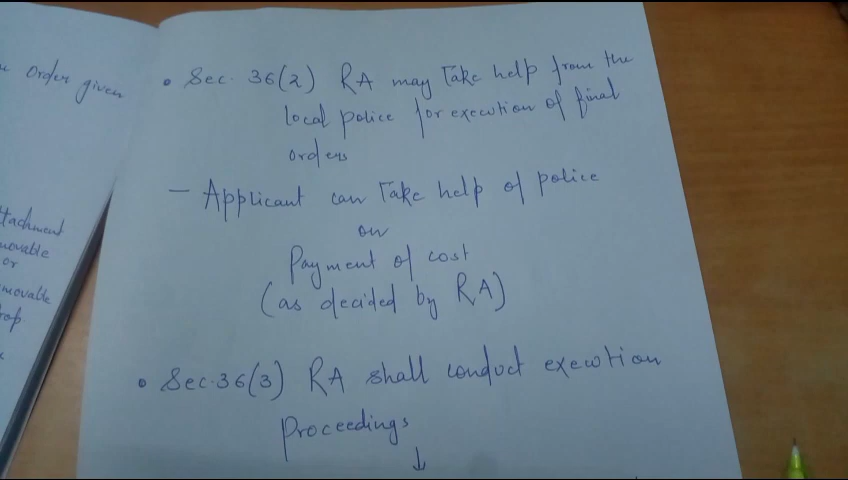 order given
tachment
movable
or
movable
rop.
• Sec. 36(2) RA may Take help from the
local police for execution of final
orders
- Applicant can Take help of police
on
Payment of cost
(as decided by RA)
• Sec. 36(3) RA shall conduct execution
Proceedings
↓